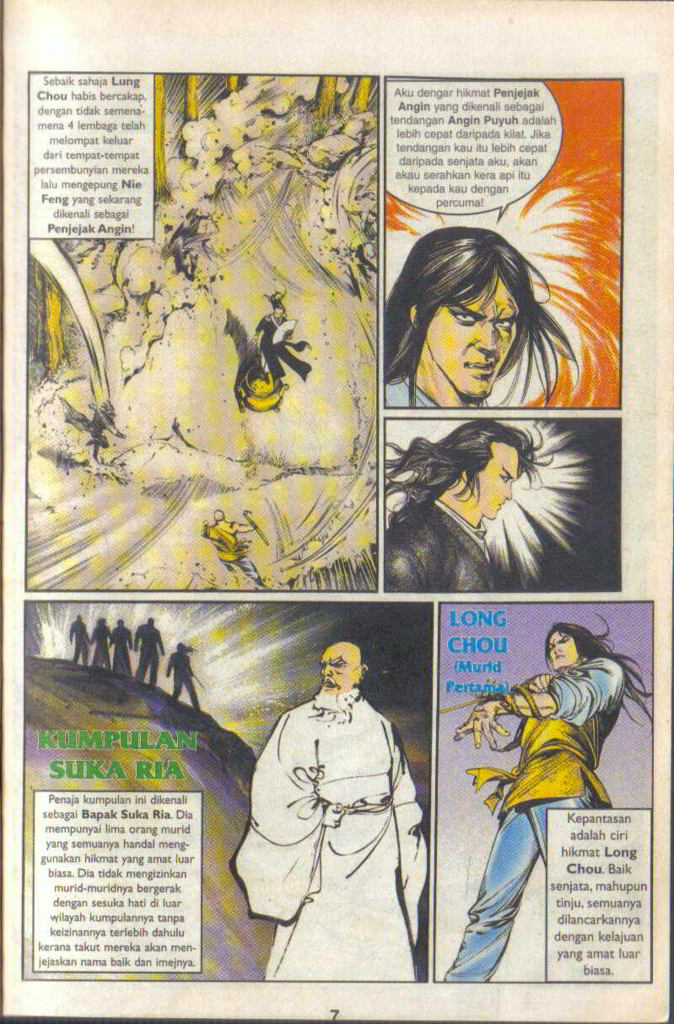 Sebaik sahaja Lung
Chou habis bercakap,
dengan tidak semena-
mena 4 lembaga telah
melompat keluar
dari tempat-tempat
persembunyian mereka
lalu mengepung Nie
Feng yang sekarang
dikenali sebagai
Penjejak Angin!
Aku dengar hikmat Penjejak
Angin yang dikenali sebagai
tendangan Angin Puyuh adalah
lebih cepat daripada kilat. Jika
tendangan kau itu lebih cepat
daripada senjata aku, akan
akau serahkan kera api itu
kepada kau dengan
percuma!
KUMPULAN
SUKA RIA
Penaja kumpulan ini dikenali
sebagai Bapak Suka Ria. Dia
mempunyai lima orang murid
yang semuanya handal meng-
gunakan hikmat yang amat luar
biasa. Dia tidak mengizinkan
murid-muridnya bergerak
dengan sesuka hati di luar
wilayah kumpulannya tanpa
keizinannya terlebih dahulu
kerana takut mereka akan men-
jejaskan nama baik dan imejnya.
LONG
CHOU
(Murid
Pertama)
Kepantasan
adalah ciri
hikmat Long
Chou. Baik
senjata, mahupun
tinju, semuanya
dilancarkannya
dengan kelajuan
yang amat luar
biasa.
7